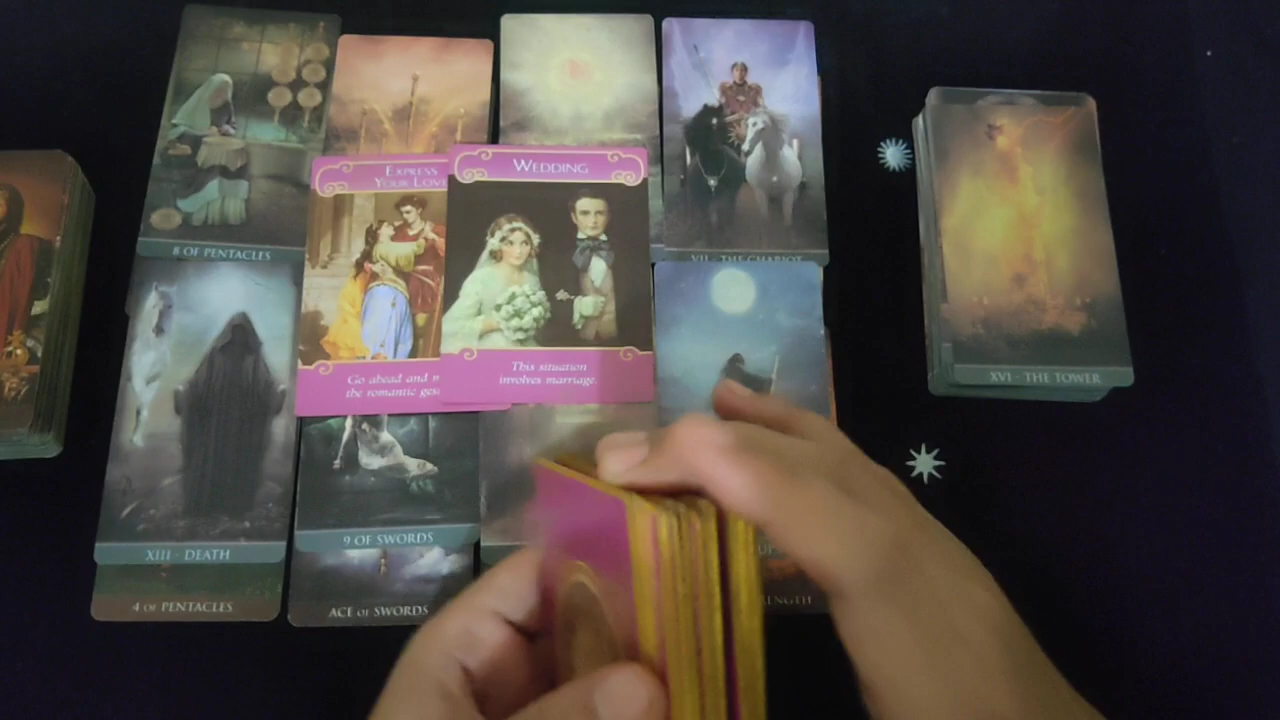 8 OF PENTACLES
VII - THE CHARIOT
EXPRESS
YOUR LOVE
Go ahead and
the romantic
WEDDING
This situation
involves marriage.
XVI - THE TOWER
XIII - DEATH
9 OF SWORDS
4 OF PENTACLES
ACE OF SWORDS